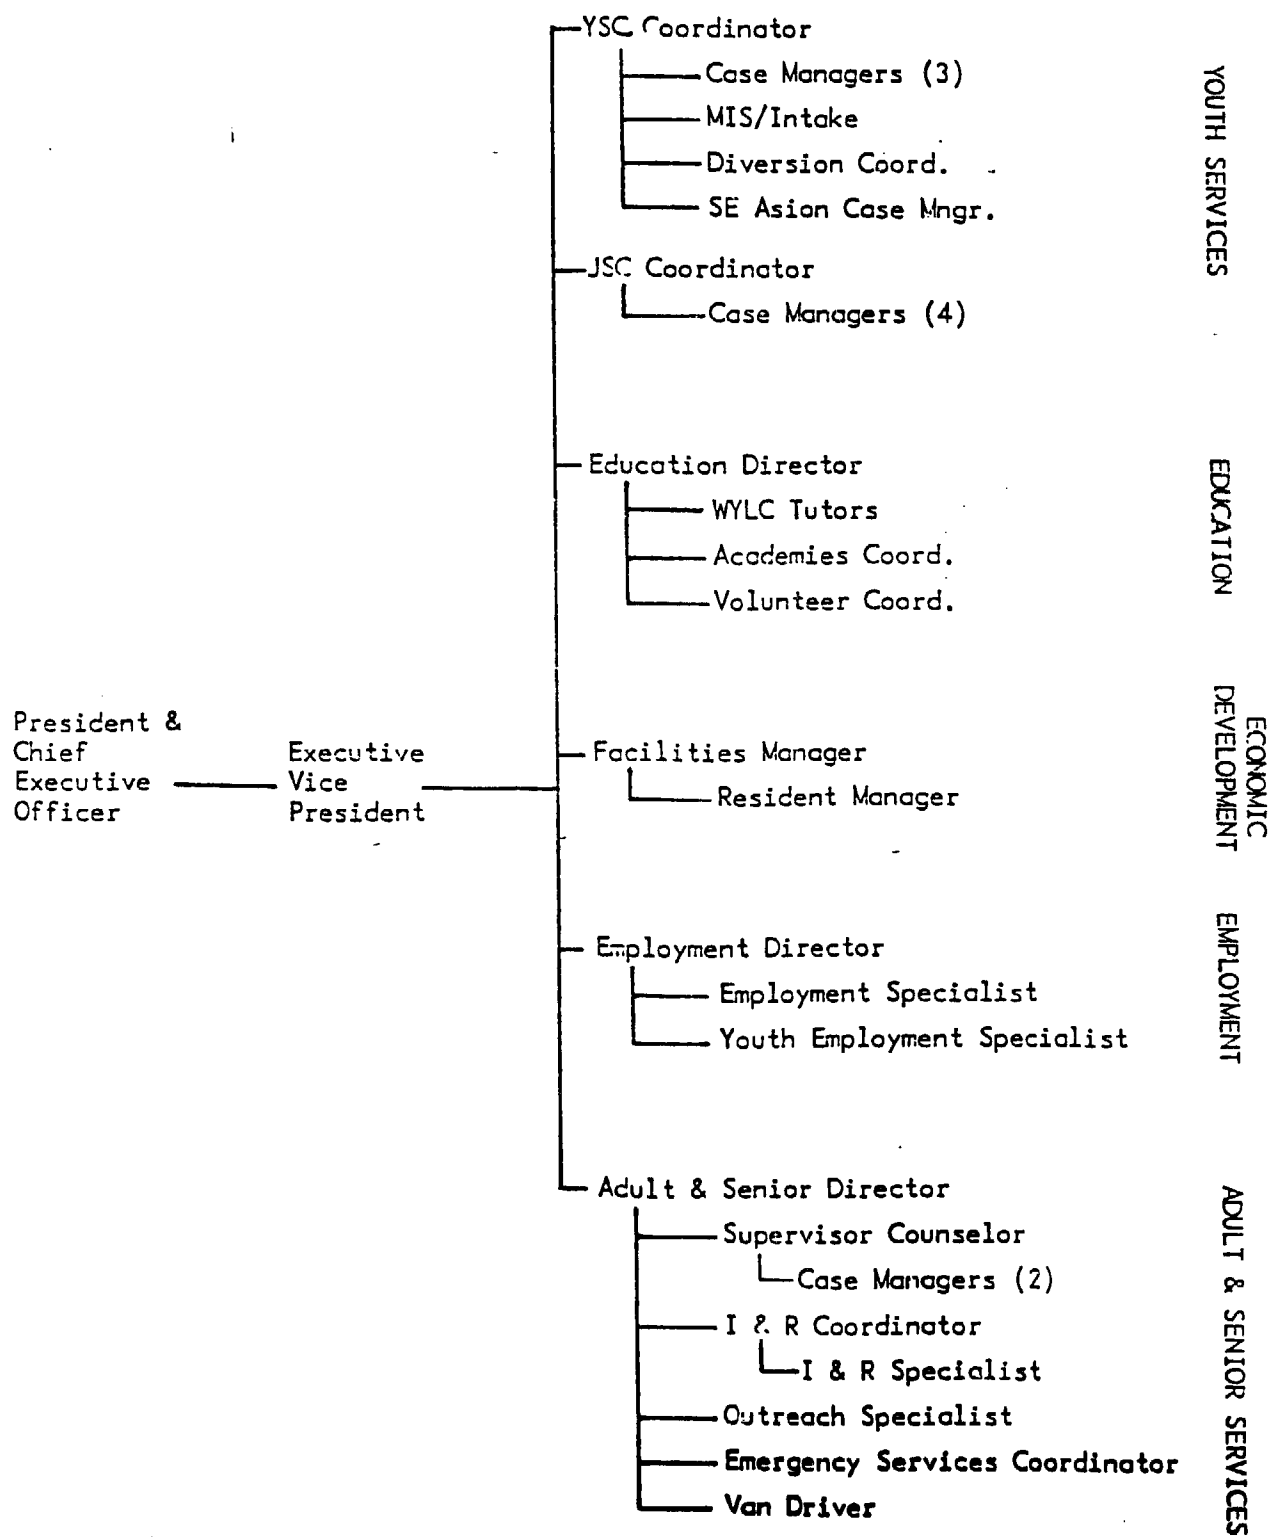 YSC Coordinator
Case Managers (3)
MIS/Intake
Diversion Coord.
SE Asian Case Mngr.
JSC Coordinator
Case Managers (4)
YOUTH SERVICES
Education Director
WYLC Tutors
Academies Coord.
Volunteer Coord.
EDUCATION
President &
Chief
Executive
Officer
Executive
Vice
President
Facilities Manager
Resident Manager
ECONOMIC
DEVELOPMENT
Employment Director
Employment Specialist
Youth Employment Specialist
EMPLOYMENT
Adult & Senior Director
Supervisor Counselor
Case Managers (2)
I & R Coordinator
I & R Specialist
Outreach Specialist
Emergency Services Coordinator
Van Driver
ADULT & SENIOR SERVICES